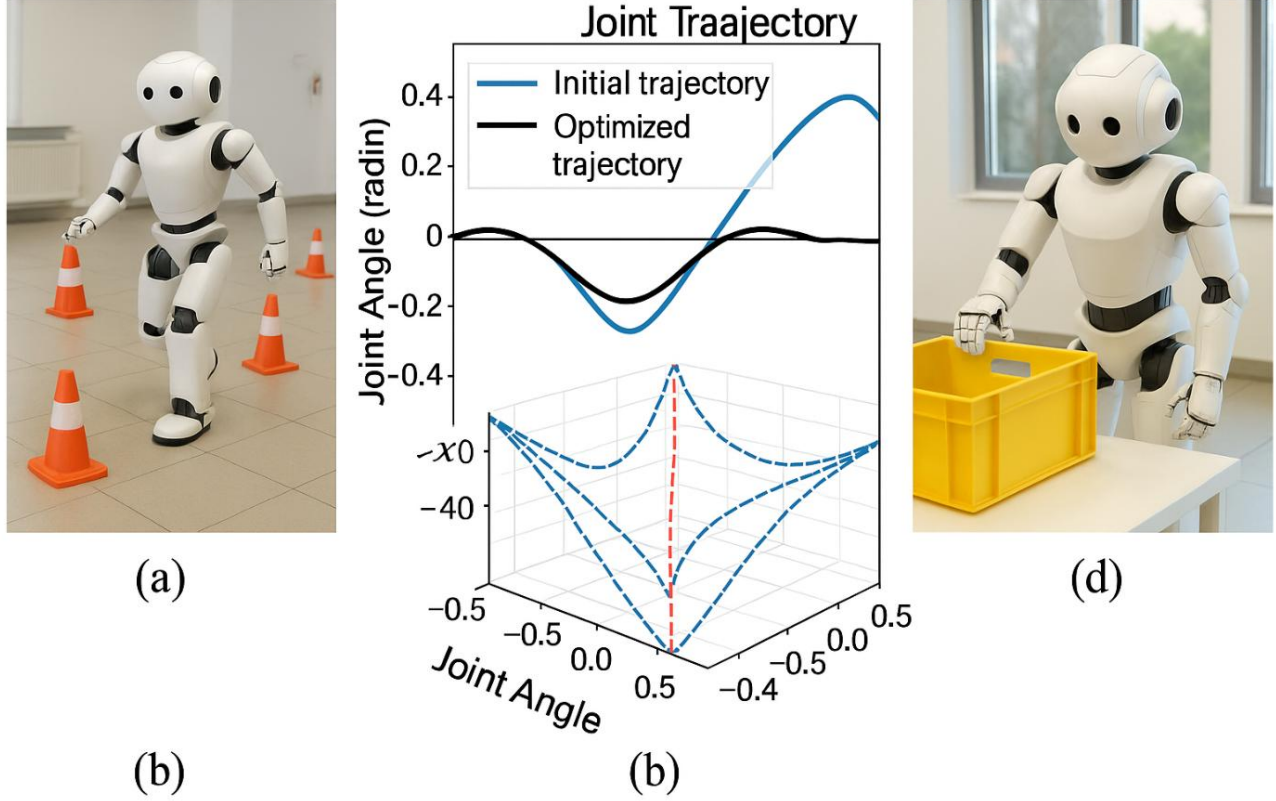 Joint Traajectory
Initial trajectory
Optimized
trajectory
Joint Angle (radin)
0.4
0.2
0
-0.2
-0.4
-40
-0.5
-0.5
0.0
0.5
Joint Angle
-0.4
-0.5
0.0
0.5
(a)
(d)
(b)
(b)